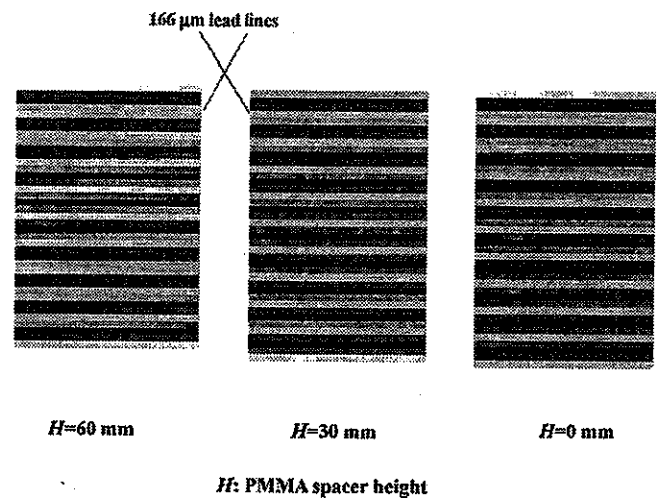 166 µm lead lines
H=60 mm
H=30 mm
H=0 mm
H: PMMA spacer height